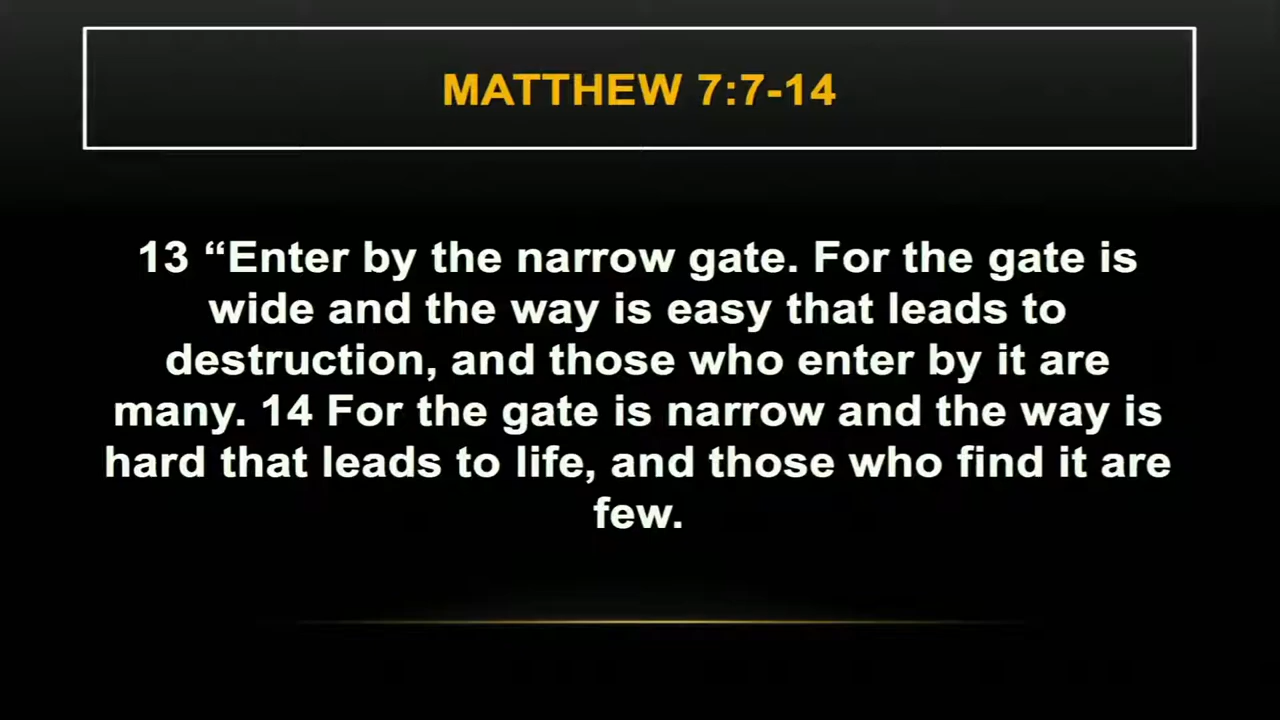 MATTHEW 7:7-14
13 “Enter by the narrow gate. For the gate is
wide and the way is easy that leads to
destruction, and those who enter by it are
many. 14 For the gate is narrow and the way is
hard that leads to life, and those who find it are
few.